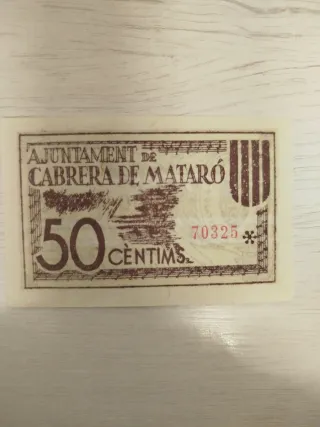 AJUNTAMENT DE
CABRERA DE MATARÓ
50 CÈNTIMS.
70325 *